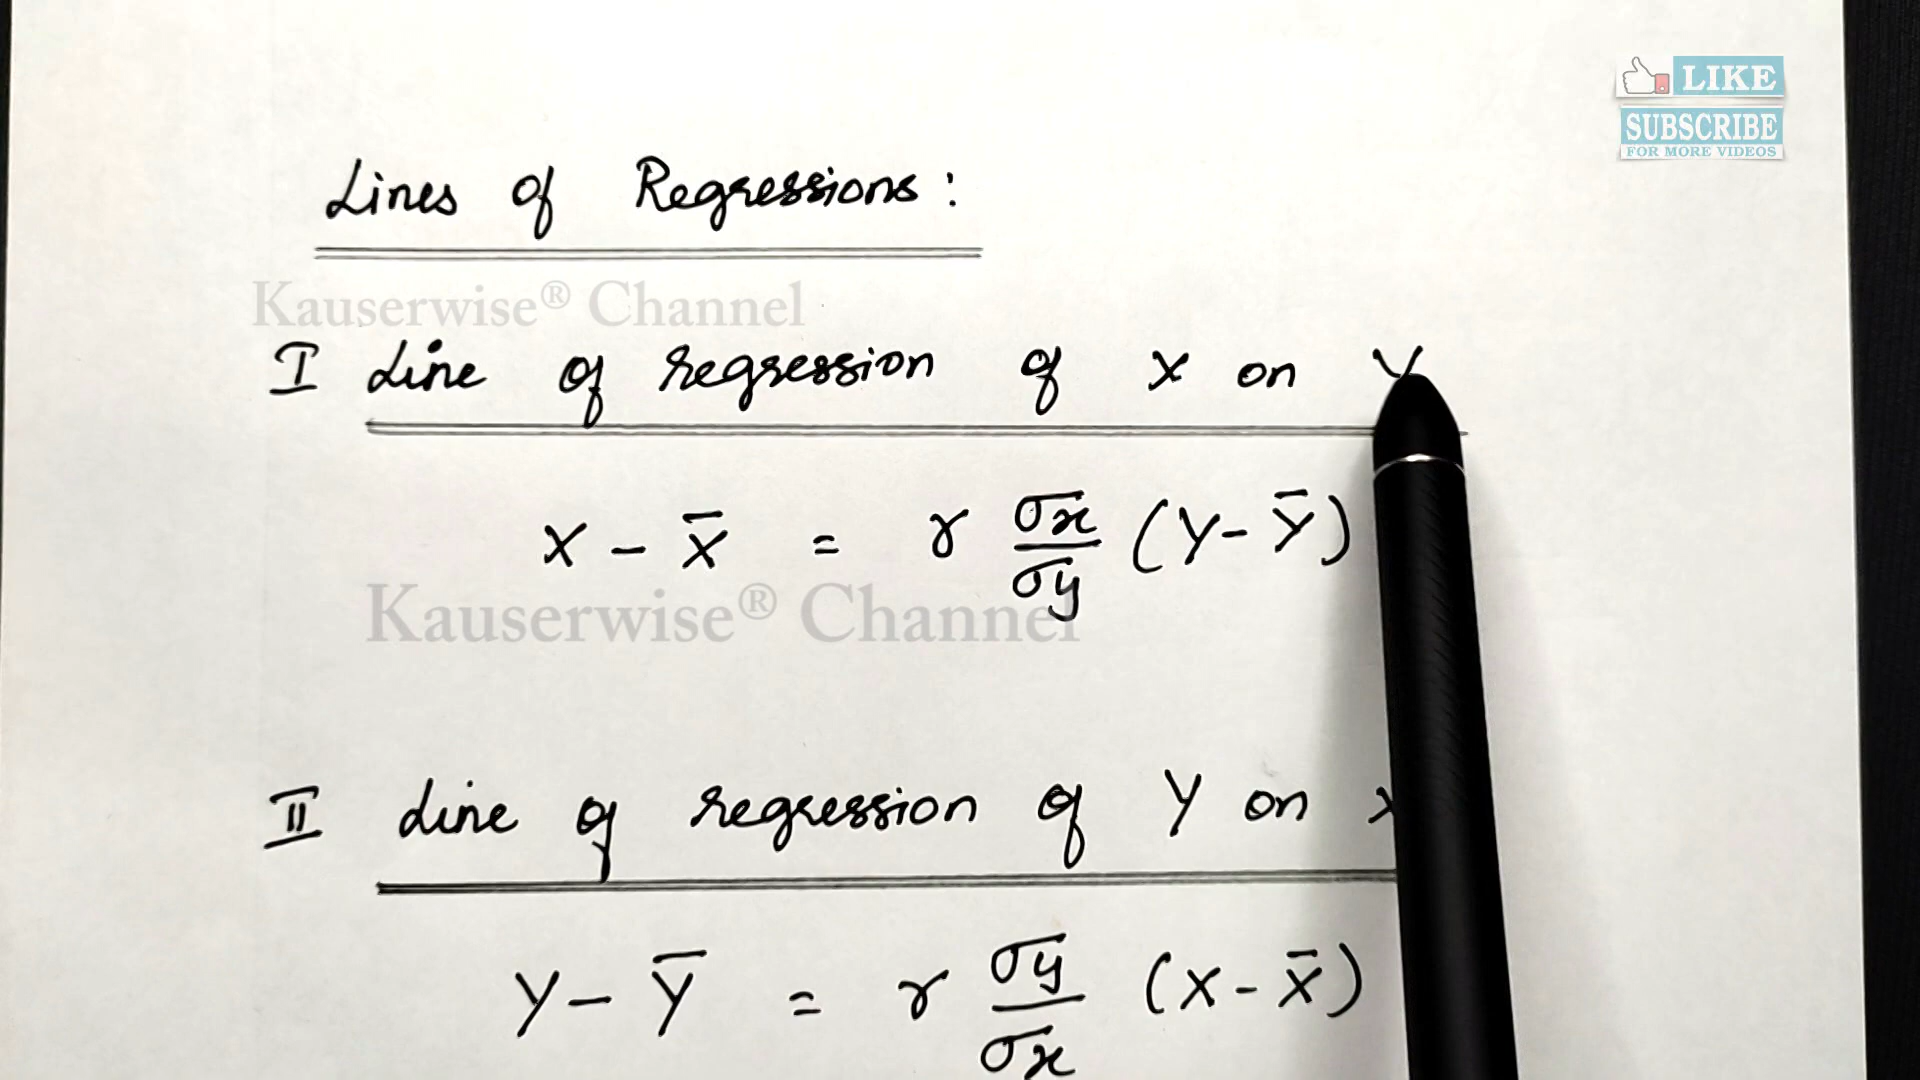 LIKE
SUBSCRIBE
FOR MORE VIDEOS
Lines of Regressions :
Kauserwise® Channel
I Line of regression of X on Y
X - X̄ = r σx/σy (Y - Ȳ)
Kauserwise® Channel
II Line of regression of Y on X
Y - Ȳ = r σy/σx (X - X̄)